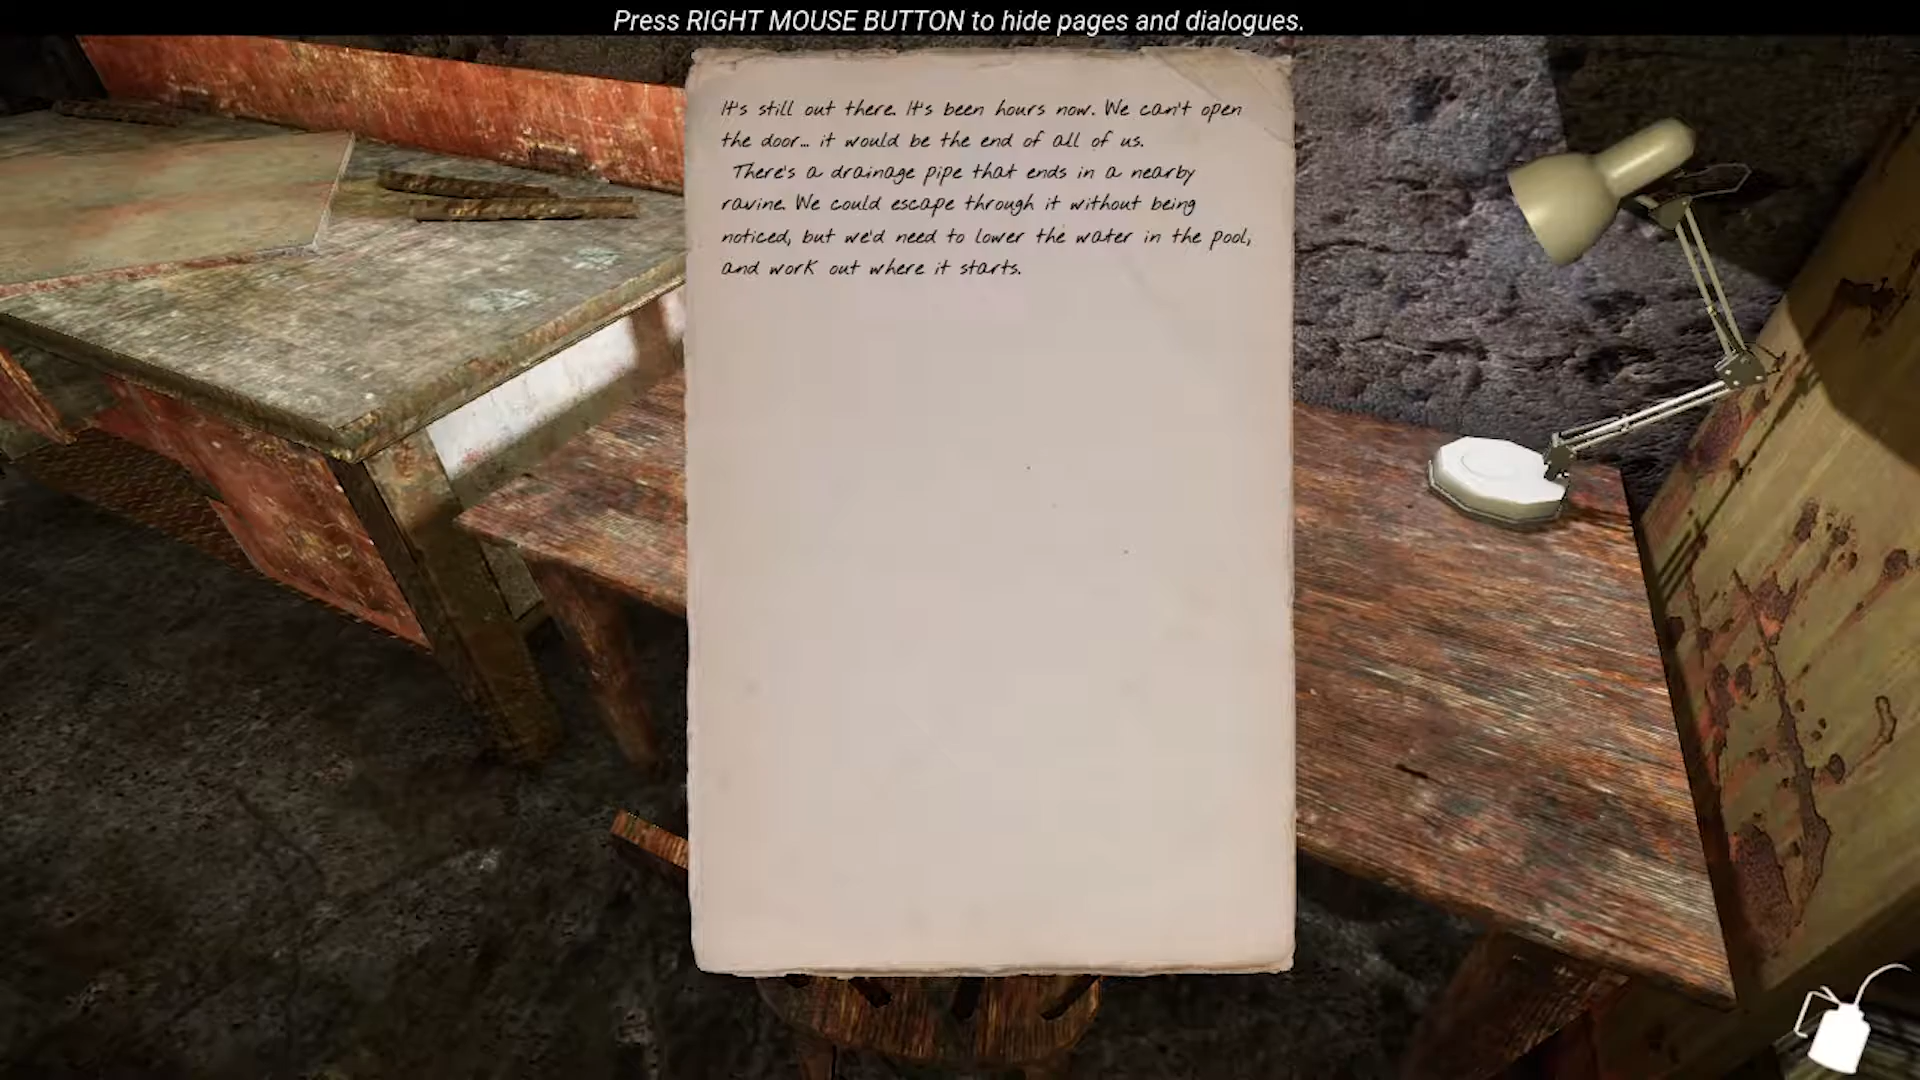 Press RIGHT MOUSE BUTTON to hide pages and dialogues.
It's still out there. It's been hours now. We can't open
the door... it would be the end of all of us.
There's a drainage pipe that ends in a nearby
ravine. We could escape through it without being
noticed, but we'd need to lower the water in the pool,
and work out where it starts.